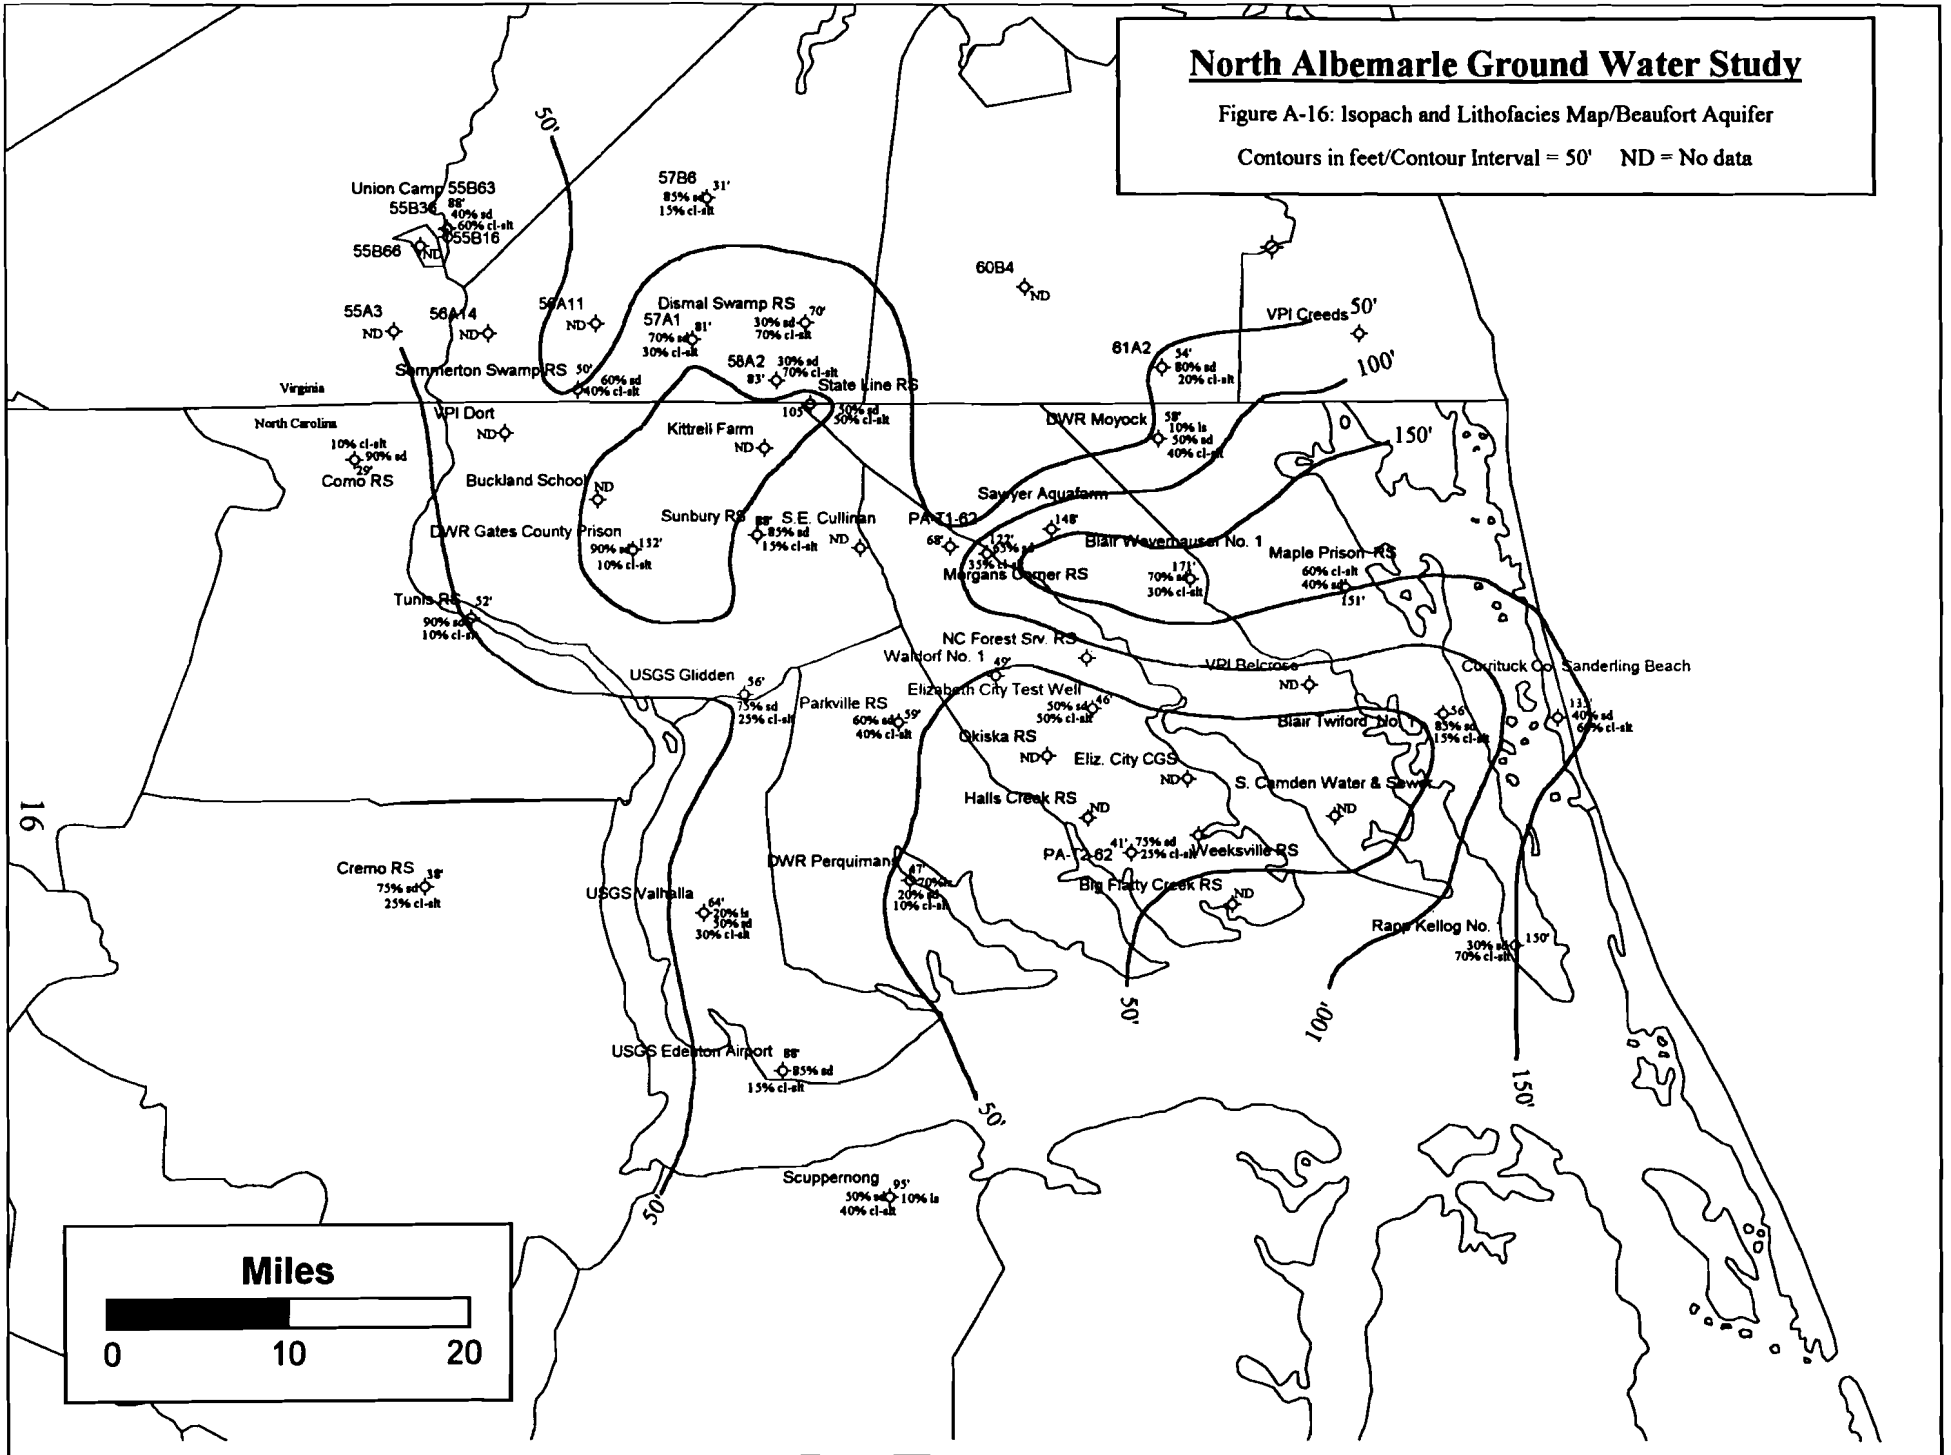 North Albemarle Ground Water Study
Figure A-16: Isopach and Lithofacies Map/Beaufort Aquifer
Contours in feet/Contour Interval = 50' ND = No data
50'
57B6
31'
85% sd
15% cl-slt
Union Camp 55B63
55B36
88'
40% sd
60% cl-slt
55B16
55B66
ND
60B4
ND
55A3
ND
56A14
ND
56A11
ND
Dismal Swamp RS
70'
30% sd
70% cl-slt
57A1
81'
70% sd
30% cl-slt
58A2
30% sd
70% cl-slt
83'
VPI Creeds
50'
61A2
54'
80% sd
20% cl-slt
100'
Sommerton Swamp RS
50'
60% sd
40% cl-slt
State Line RS
105'
50% sd
50% cl-slt
Virginia
North Carolina
VPI Dort
ND
Kittrell Farm
ND
DWR Moyock
58'
10% ls
50% sd
40% cl-slt
150'
10% cl-slt
90% sd
29'
Como RS
Buckland School
ND
Sawyer Aquafarm
148'
DWR Gates County Prison
132'
90% sd
10% cl-slt
Sunbury RS
88'
85% sd
15% cl-slt
S.E. Cullinan
ND
PA-T1-62
68'
122'
65% sd
35% cl-slt
Morgans Corner RS
Blair Weyerhauser No. 1
171'
70% sd
30% cl-slt
Maple Prison RS
60% cl-slt
40% sd
151'
Tunis RS
52'
90% sd
10% cl-slt
NC Forest Srv. RS
Waldorf No. 1
49'
VPI Belcross
ND
Currituck Co. Sanderling Beach
40% sd
60% cl-slt
USGS Glidden
56'
75% sd
25% cl-slt
Parkville RS
59'
60% sd
40% cl-slt
Elizabeth City Test Well
46'
50% sd
50% cl-slt
Blair Twiford No. 1
56'
85% sd
15% cl-slt
Okiska RS
ND
Eliz. City CGS
ND
S. Camden Water & Sewer
ND
Halls Creek RS
ND
PA-T2-62
41'
75% sd
25% cl-slt
Weeksville RS
16
Cremo RS
38'
75% sd
25% cl-slt
DWR Perquimans
47'
70% ls
20% sd
10% cl-slt
Big Flatty Creek RS
ND
USGS Valhalla
64'
20% ls
50% sd
30% cl-slt
Rapp Kellog No.
150'
30% sd
70% cl-slt
50'
100'
USGS Edenton Airport
88'
85% sd
15% cl-slt
150'
50'
Scuppernong
95'
50% sd
10% ls
40% cl-slt
50'
Miles
0 10 20